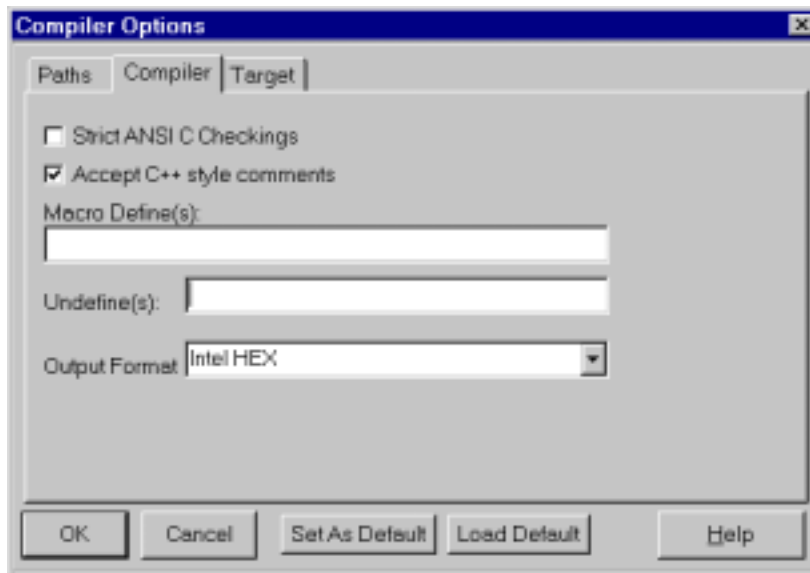 Compiler Options
Paths Compiler Target
Strict ANSI C Checkings
Accept C++ style comments
Macro Define(s):
Undefine(s):
Output Format Intel HEX
OK Cancel Set As Default Load Default Help